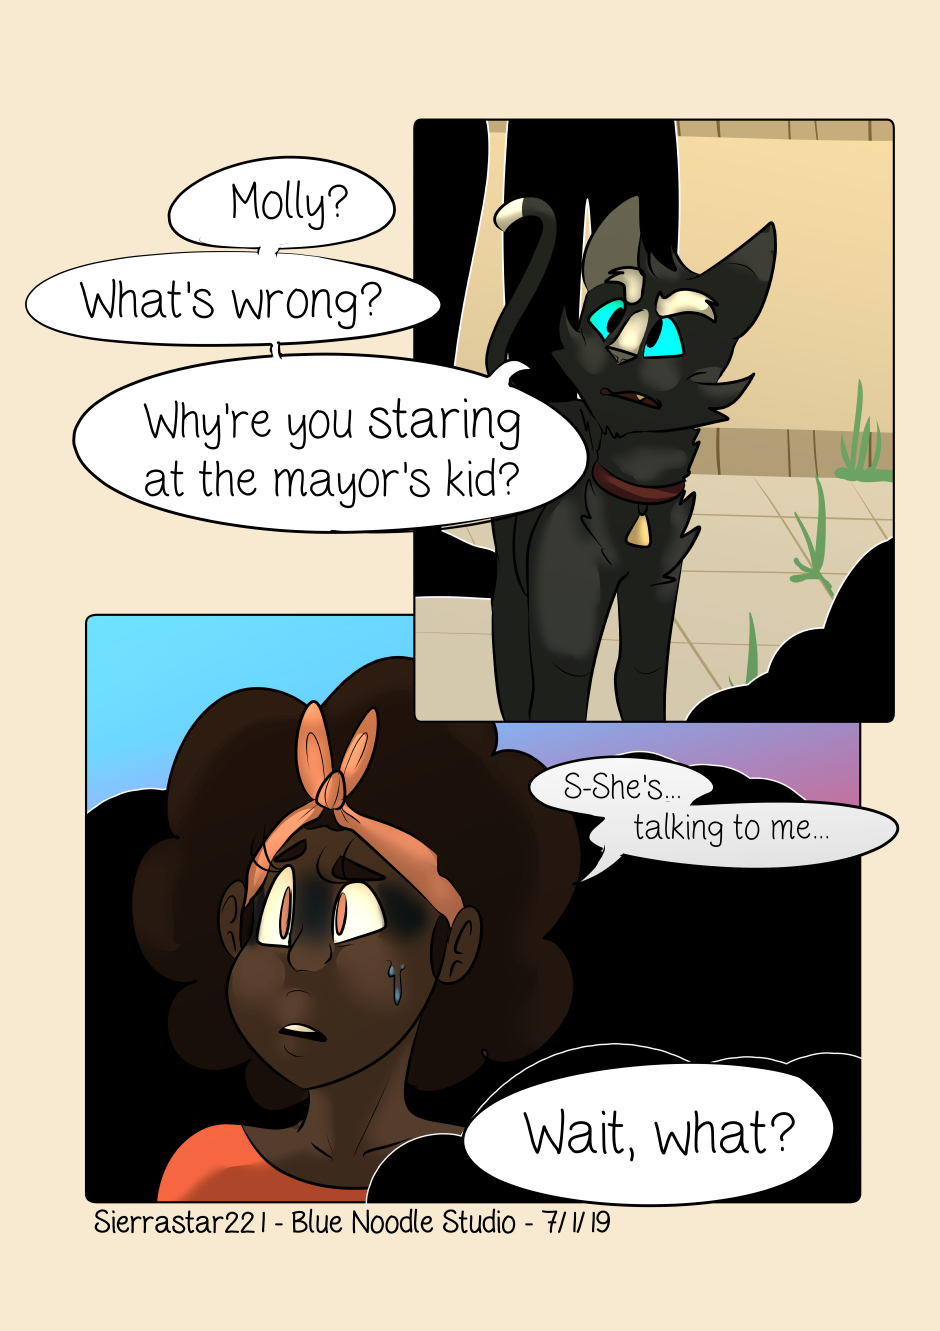 Molly?
What's wrong?
Why're you staring
at the mayor's kid?
S-She's...
talking to me...
Wait, what?
Sierrastar221 - Blue Noodle Studio - 7/1/19